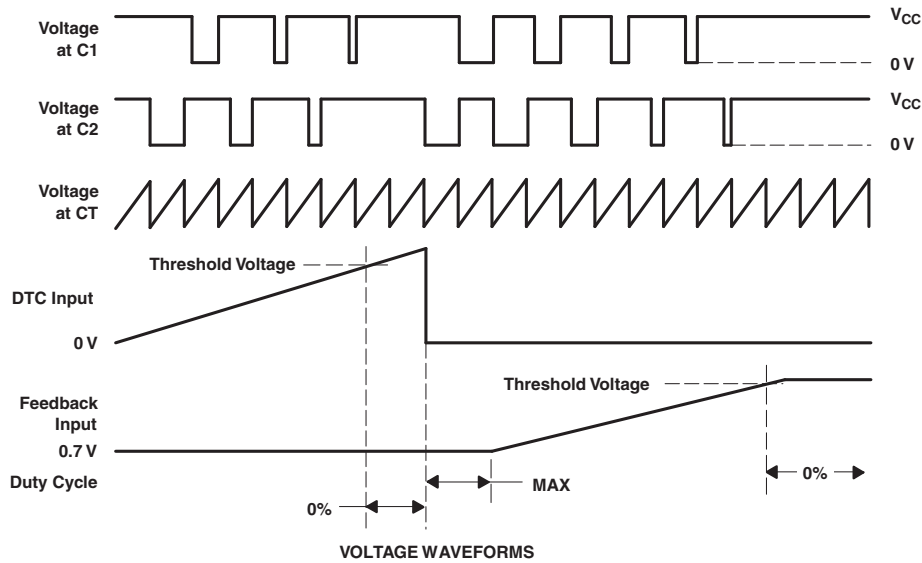 Voltage
at C1
VCC
0 V
Voltage
at C2
VCC
0 V
Voltage
at CT
Threshold Voltage
DTC Input
0 V
Threshold Voltage
Feedback
Input
0.7 V
Duty Cycle
MAX
0%
0%
VOLTAGE WAVEFORMS